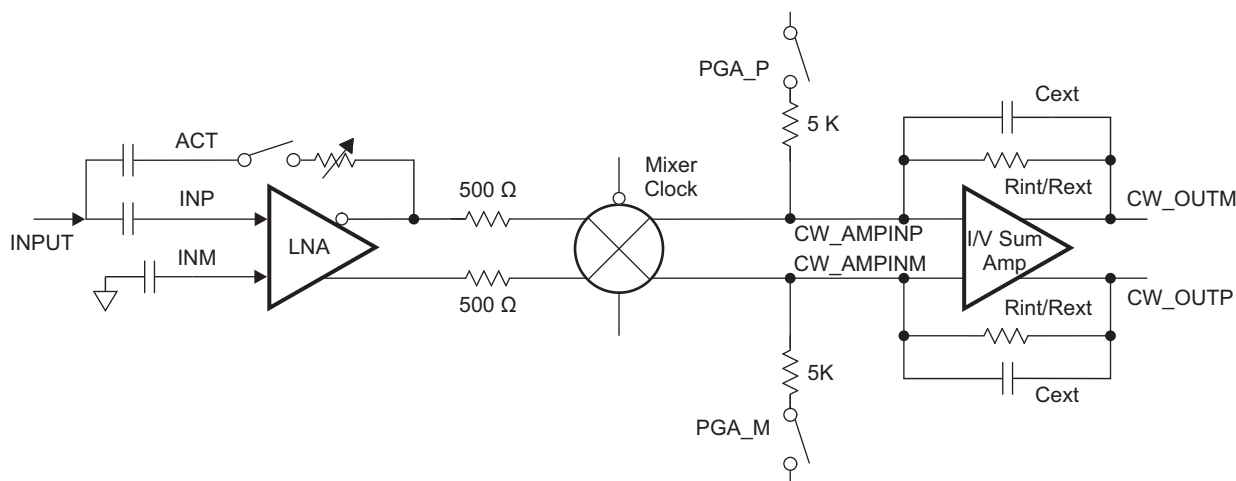 PGA_P
5 K
Cext
ACT
Mixer
Clock
500 Ω
Rint/Rext
INP
CW_OUTM
INPUT
LNA
CW_AMPINP
I/V Sum
Amp
INM
CW_AMPINM
500 Ω
Rint/Rext
CW_OUTP
5K
Cext
PGA_M